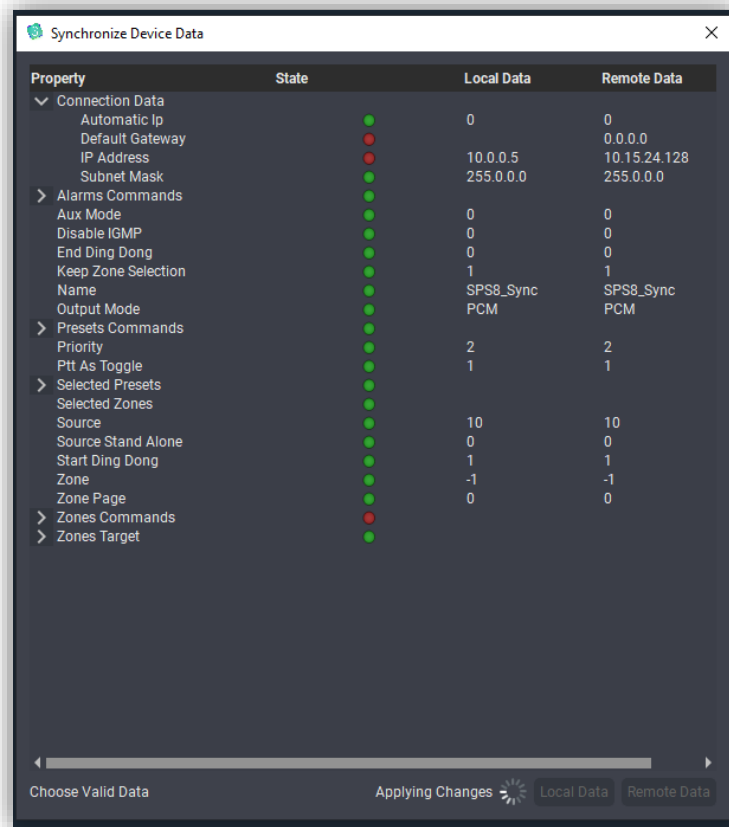 Synchronize Device Data
Property State Local Data Remote Data
Connection Data
Automatic Ip 0 0
Default Gateway 0.0.0.0
IP Address 10.0.0.5 10.15.24.128
Subnet Mask 255.0.0.0 255.0.0.0
Alarms Commands
Aux Mode 0 0
Disable IGMP 0 0
End Ding Dong 0 0
Keep Zone Selection 1 1
Name SPS8_Sync SPS8_Sync
Output Mode PCM PCM
Presets Commands
Priority 2 2
Ptt As Toggle 1 1
Selected Presets
Selected Zones
Source 10 10
Source Stand Alone 0 0
Start Ding Dong 1 1
Zone -1 -1
Zone Page 0 0
Zones Commands
Zones Target
Choose Valid Data Applying Changes Local Data Remote Data